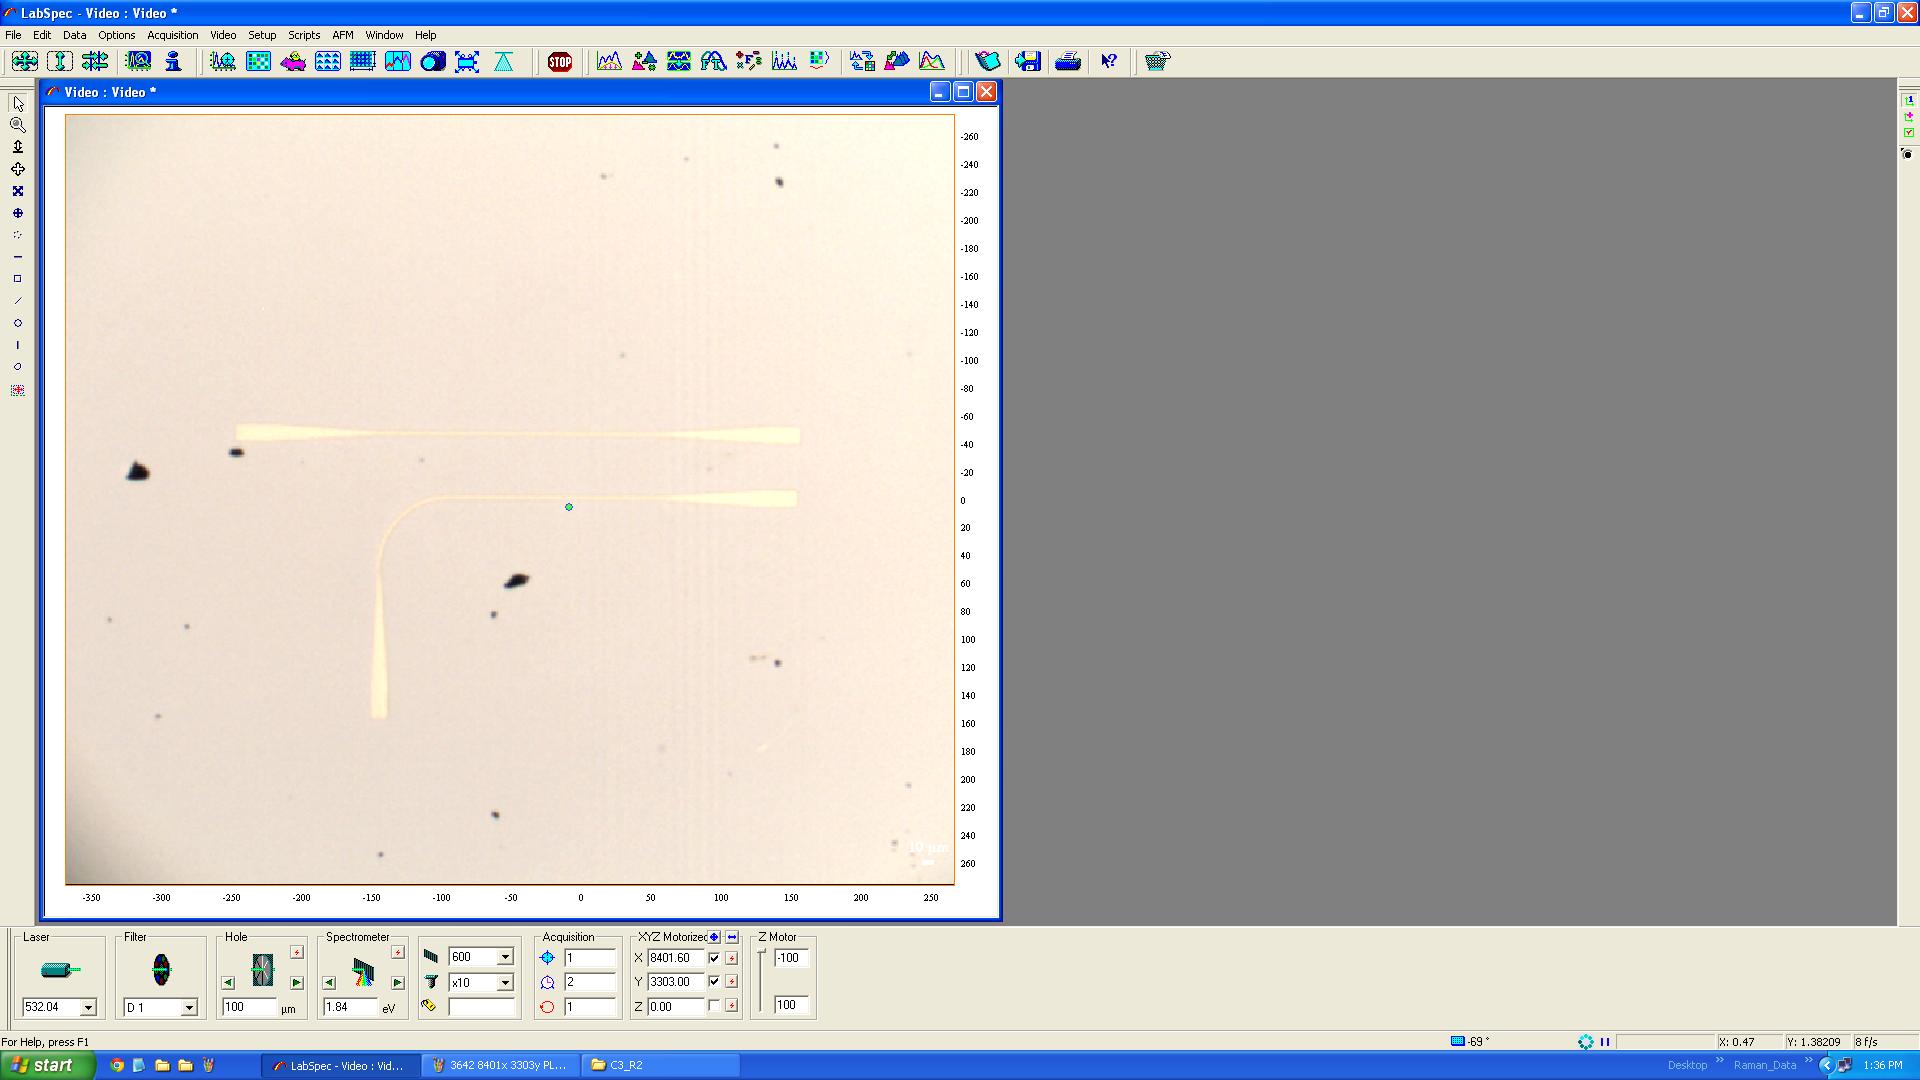 LabSpec - Video : Video *
File Edit Data Options Acquisition Video Setup Scripts AFM Window Help
STOP
Video : Video *
-260
-240
-220
-200
-180
-160
-140
-120
-100
-80
-60
-40
-20
0
20
40
60
80
100
120
140
160
180
200
220
240
260
10 µm
-350 -300 -250 -200 -150 -100 -50 0 50 100 150 200 250
Laser Filter Hole Spectrometer Acquisition XYZ Motorized Z Motor
600 1 X 8401.60 -100
x10 2 Y 3303.00
532.04 D 1 100 µm 1.84 eV 1 Z 0.00 100
For Help, press F1 -69 ° X: 0.47 Y: 1.38209 8 f/s
start LabSpec - Video : Vid... 3642 8401x 3303y PL... C3_R2 Desktop » Raman_Data » 1:36 PM